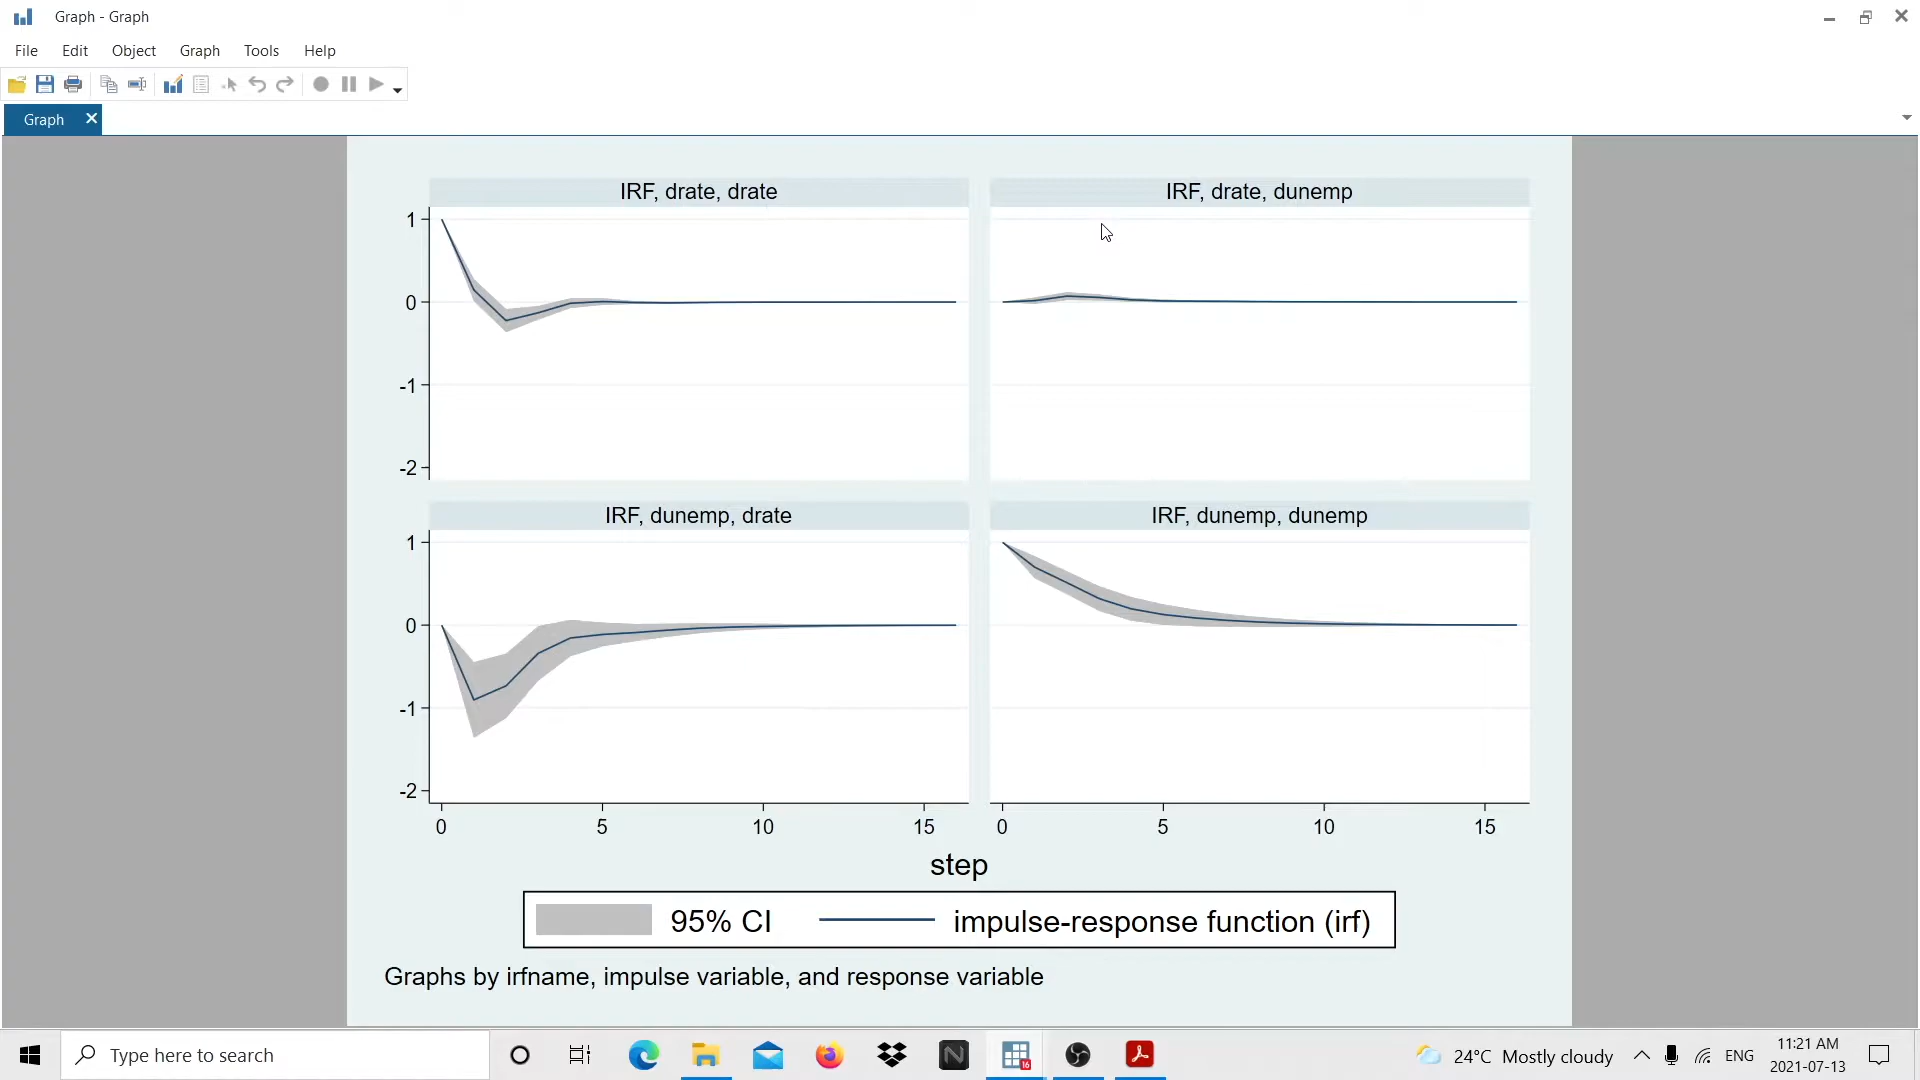 Graph - Graph
File Edit Object Graph Tools Help
Graph
IRF, drate, drate
IRF, drate, dunemp
1
0
-1
-2
IRF, dunemp, drate
IRF, dunemp, dunemp
1
0
-1
-2
0 5 10 15
0 5 10 15
step
95% CI impulse-response function (irf)
Graphs by irfname, impulse variable, and response variable
Type here to search
N
16
24°C Mostly cloudy
ENG
11:21 AM
2021-07-13